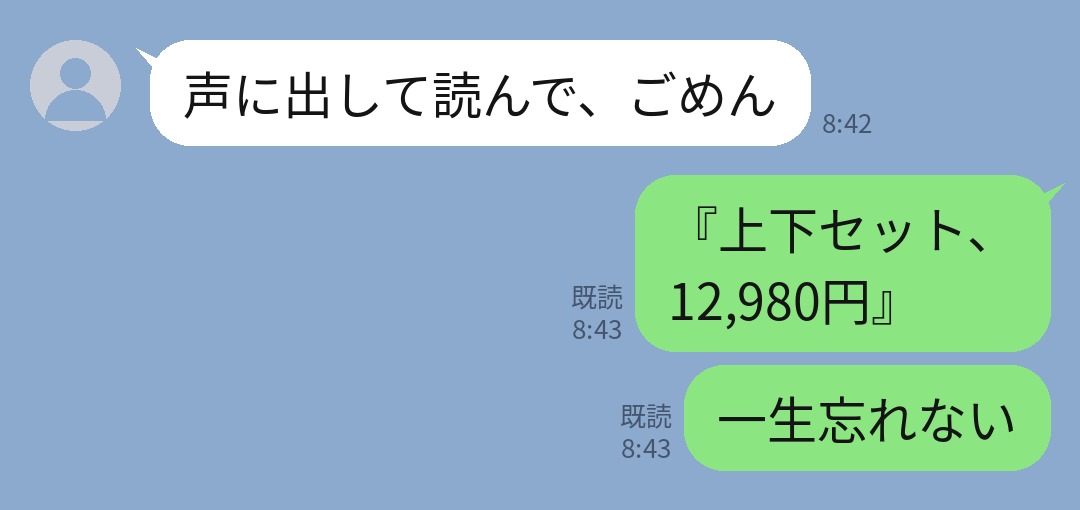 声に出して読んで、ごめん
8:42
『上下セット、
12,980円』
既読
8:43
一生忘れない
既読
8:43